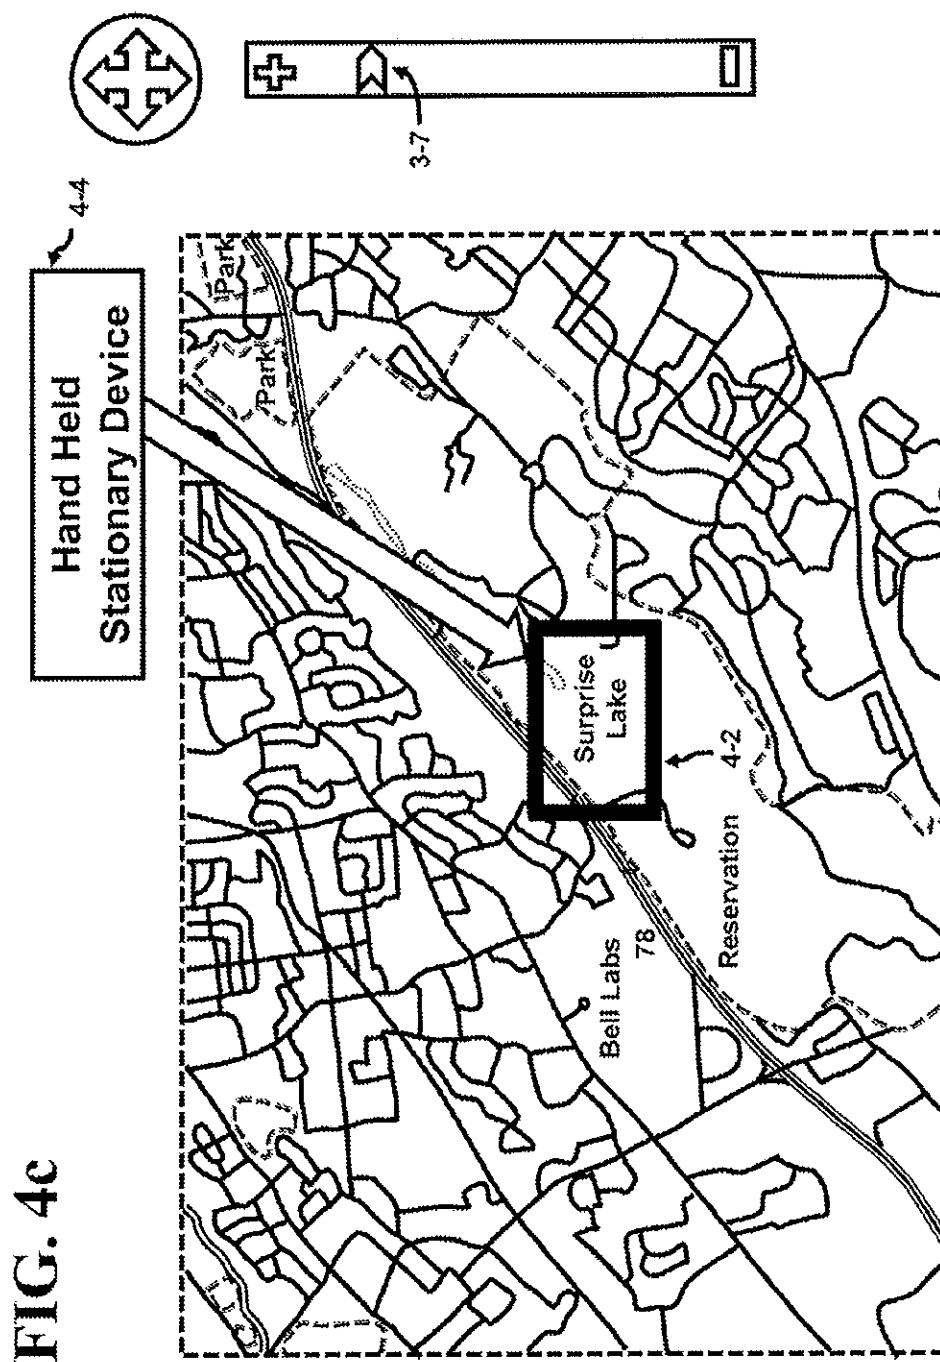 FIG. 4c
Hand Held
Stationary Device
4-4
3-7
Park
Park
Surprise
Lake
4-2
Bell Labs
78
Reservation